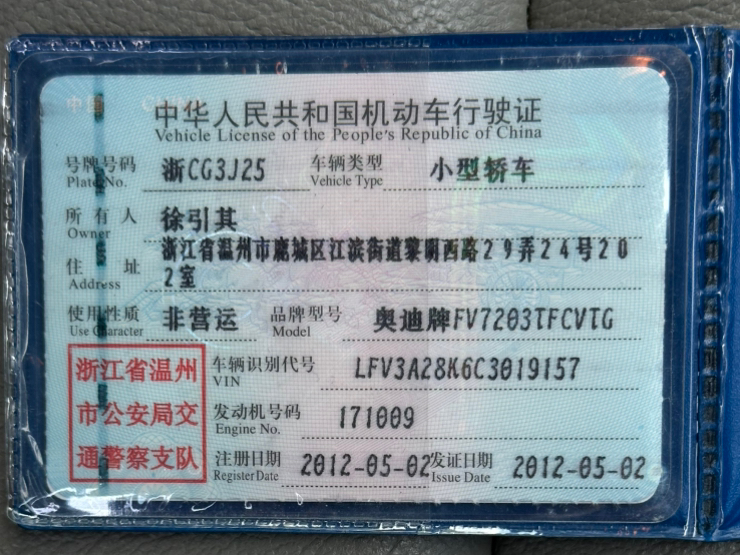 中华人民共和国机动车行驶证
Vehicle License of the People's Republic of China
号牌号码 浙CG3J25 车辆类型 小型轿车
Plate No. Vehicle Type
所有人 徐引其
Owner
浙江省温州市鹿城区江滨街道黎明西路29弄24号20
住址 2室
Address
使用性质 非营运 品牌型号 奥迪牌FV7203TFCVTG
Use Character Model
浙江省温州
市公安局交
通警察支队
车辆识别代号 LFV3A28K6C3019157
VIN
发动机号码 171009
Engine No.
注册日期 2012-05-02 发证日期 2012-05-02
Register Date Issue Date